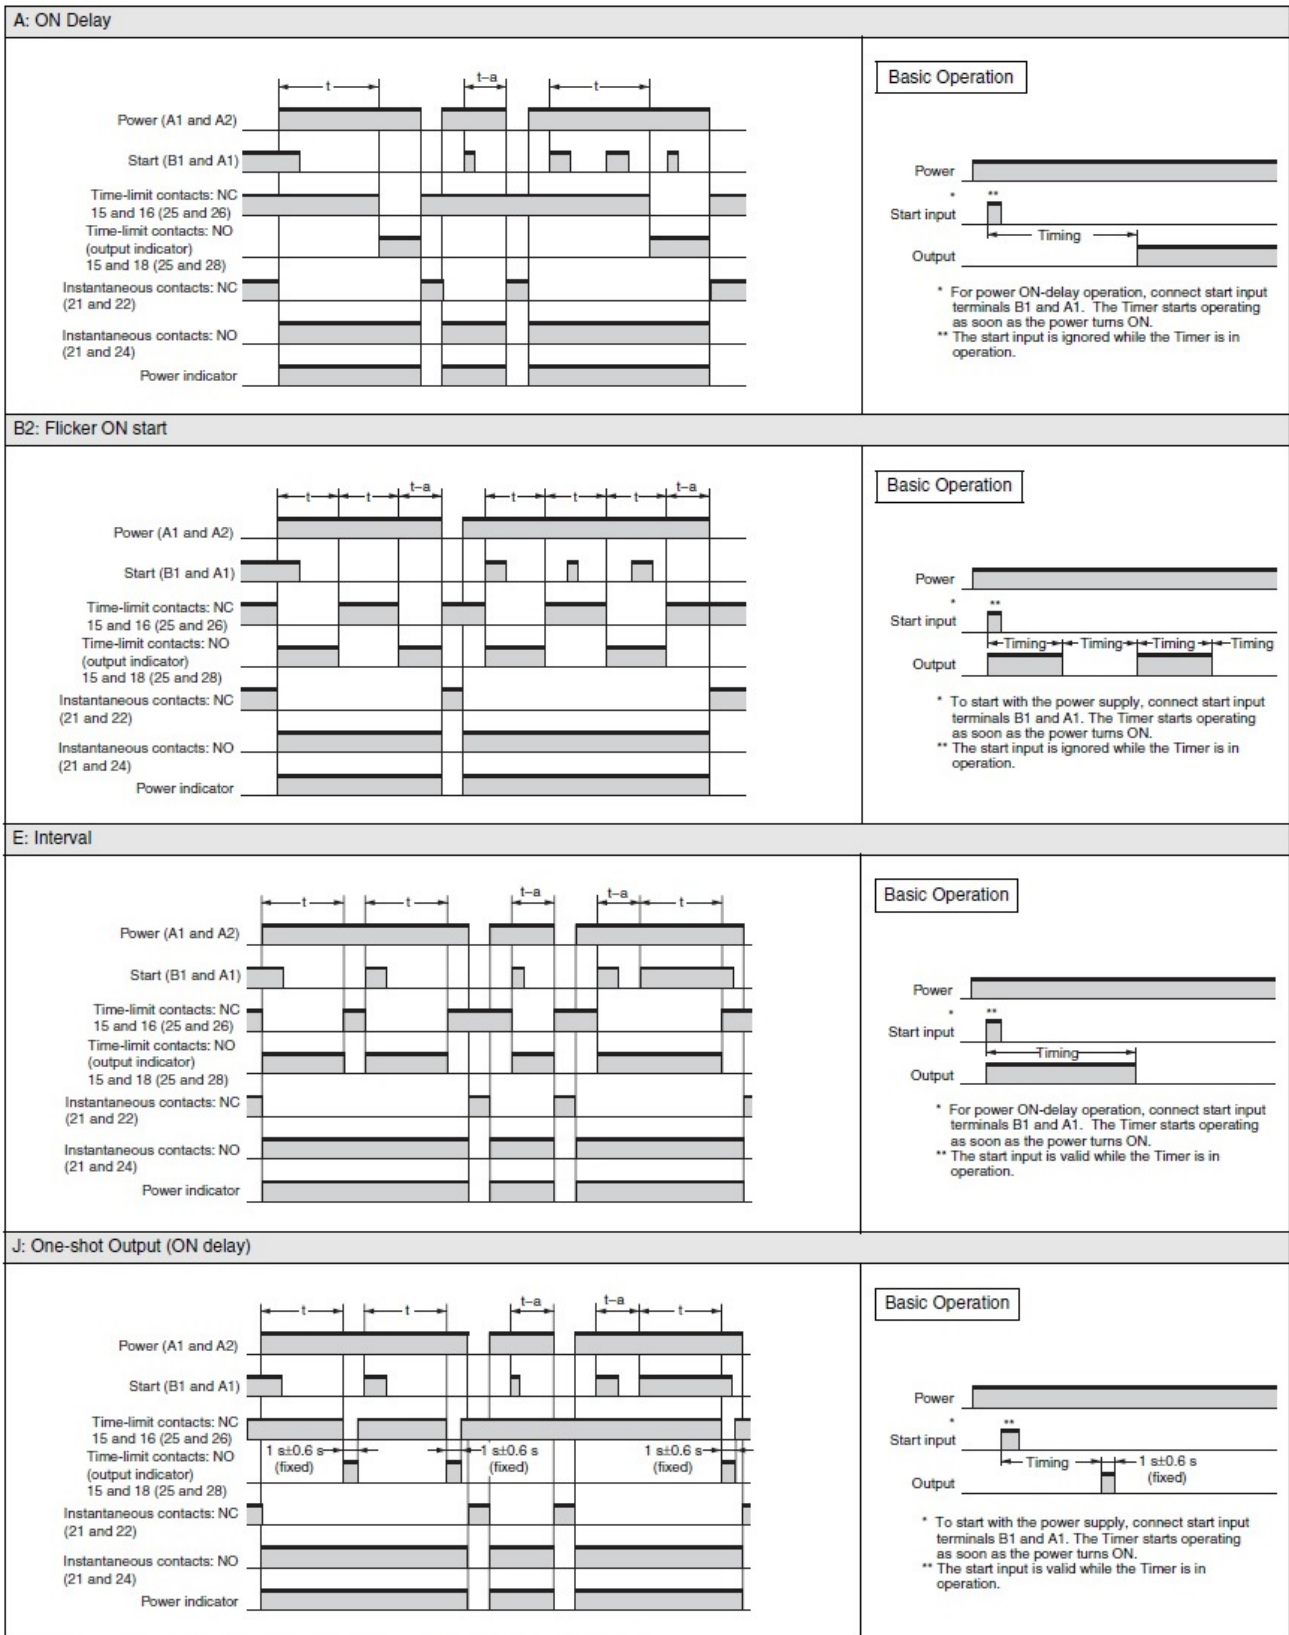 A: ON Delay
t
t–a
t
Power (A1 and A2)
Start (B1 and A1)
Time-limit contacts: NC
15 and 16 (25 and 26)
Time-limit contacts: NO
(output indicator)
15 and 18 (25 and 28)
Instantaneous contacts: NC
(21 and 22)
Instantaneous contacts: NO
(21 and 24)
Power indicator
Basic Operation
Power
*
**
Start input
Timing
Output
* For power ON-delay operation, connect start input
terminals B1 and A1. The Timer starts operating
as soon as the power turns ON.
** The start input is ignored while the Timer is in
operation.
B2: Flicker ON start
t
t
t–a
t
t
t
t–a
Power (A1 and A2)
Start (B1 and A1)
Time-limit contacts: NC
15 and 16 (25 and 26)
Time-limit contacts: NO
(output indicator)
15 and 18 (25 and 28)
Instantaneous contacts: NC
(21 and 22)
Instantaneous contacts: NO
(21 and 24)
Power indicator
Basic Operation
Power
*
**
Start input
Timing Timing Timing Timing
Output
* To start with the power supply, connect start input
terminals B1 and A1. The Timer starts operating
as soon as the power turns ON.
** The start input is ignored while the Timer is in
operation.
E: Interval
t
t
t–a
t–a
t
Power (A1 and A2)
Start (B1 and A1)
Time-limit contacts: NC
15 and 16 (25 and 26)
Time-limit contacts: NO
(output indicator)
15 and 18 (25 and 28)
Instantaneous contacts: NC
(21 and 22)
Instantaneous contacts: NO
(21 and 24)
Power indicator
Basic Operation
Power
*
**
Start input
Timing
Output
* For power ON-delay operation, connect start input
terminals B1 and A1. The Timer starts operating
as soon as the power turns ON.
** The start input is valid while the Timer is in
operation.
J: One-shot Output (ON delay)
t
t
t–a
t–a
t
Power (A1 and A2)
Start (B1 and A1)
Time-limit contacts: NC
15 and 16 (25 and 26)
Time-limit contacts: NO
(output indicator)
15 and 18 (25 and 28)
1 s±0.6 s
(fixed)
1 s±0.6 s
(fixed)
1 s±0.6 s
(fixed)
Instantaneous contacts: NC
(21 and 22)
Instantaneous contacts: NO
(21 and 24)
Power indicator
Basic Operation
Power
*
**
Start input
Timing
1 s±0.6 s
(fixed)
Output
* To start with the power supply, connect start input
terminals B1 and A1. The Timer starts operating
as soon as the power turns ON.
** The start input is valid while the Timer is in
operation.